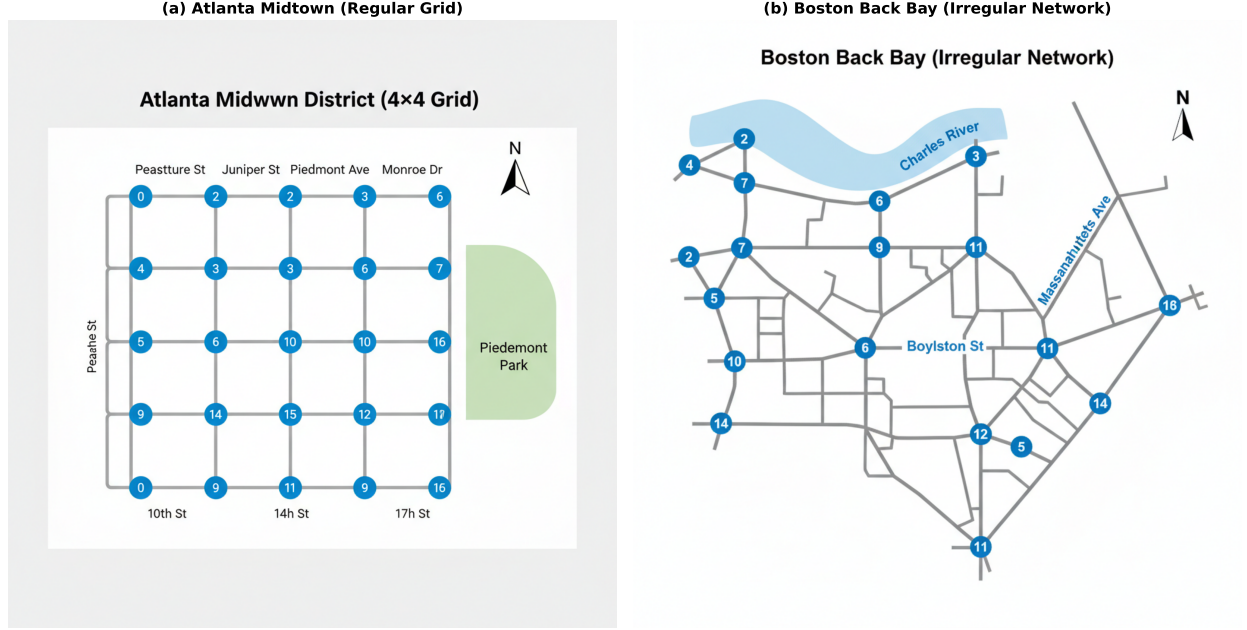 (a) Atlanta Midtown (Regular Grid)
Atlanta Midwwn District (4×4 Grid)
N
Peastture St Juniper St Piedmont Ave Monroe Dr
0 2 2 3 6
4 3 3 6 7
5 6 10 10 16
9 14 15 12
0 9 11 9 16
Peaahe St
Piedemont
Park
10th St 14h St 17h St
(b) Boston Back Bay (Irregular Network)
Boston Back Bay (Irregular Network)
N
Charles River
Massanahuttets Ave
2
4
3
7
6
7 9 11
2
5
16
6 Boylston St 11
10
14
14
12
5
11